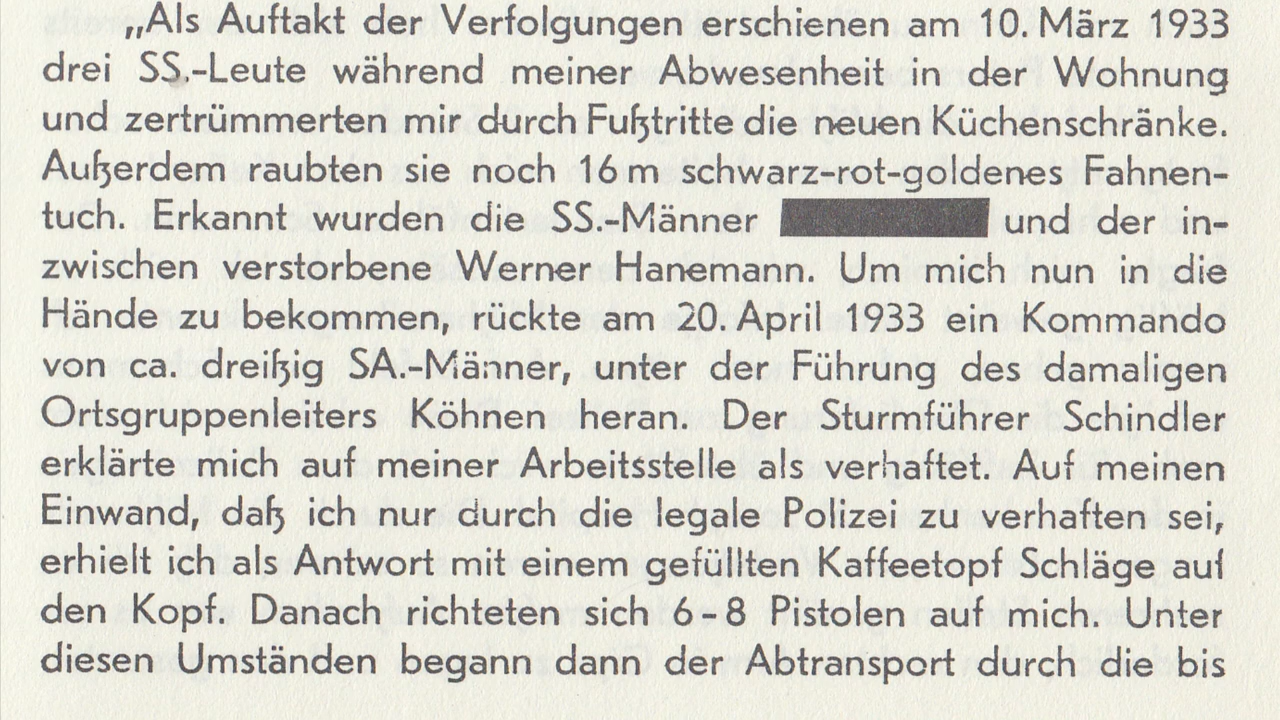 „Als Auftakt der Verfolgungen erschienen am 10. März 1933
drei SS.-Leute während meiner Abwesenheit in der Wohnung
und zertrümmerten mir durch Fußtritte die neuen Küchenschränke.
Außerdem raubten sie noch 16 m schwarz-rot-goldenes Fahnen-
tuch. Erkannt wurden die SS.-Männer und der in-
zwischen verstorbene Werner Hanemann. Um mich nun in die
Hände zu bekommen, rückte am 20. April 1933 ein Kommando
von ca. dreißig SA.-Männer, unter der Führung des damaligen
Ortsgruppenleiters Köhnen heran. Der Sturmführer Schindler
erklärte mich auf meiner Arbeitsstelle als verhaftet. Auf meinen
Einwand, daß ich nur durch die legale Polizei zu verhaften sei,
erhielt ich als Antwort mit einem gefüllten Kaffeetopf Schläge auf
den Kopf. Danach richteten sich 6-8 Pistolen auf mich. Unter
diesen Umständen begann dann der Abtransport durch die bis